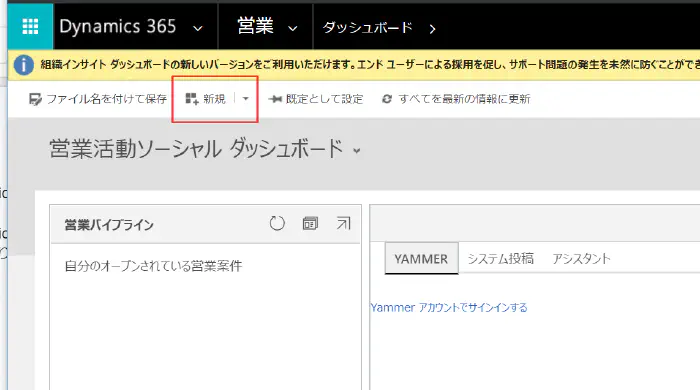 Dynamics 365 営業 ダッシュボード
組織インサイト ダッシュボードの新しいバージョンをご利用いただけます。エンド ユーザーによる採用を促し、サポート問題の発生を未然に防ぐことができ
ファイル名を付けて保存 新規 既定として設定 すべてを最新の情報に更新
営業活動ソーシャル ダッシュボード
営業パイプライン
自分のオープンされている営業案件
YAMMER システム投稿 アシスタント
Yammer アカウントでサインインする